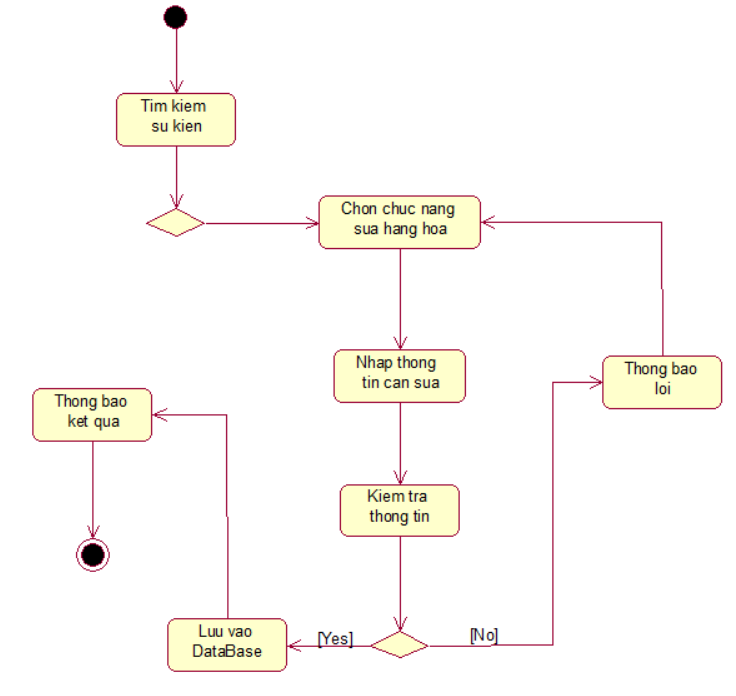 Tim kiem
su kien
Chon chuc nang
sua hang hoa
Nhap thong
tin can sua
Thong bao
loi
Thong bao
ket qua
Kiem tra
thong tin
Luu vao
DataBase
[Yes]
[No]